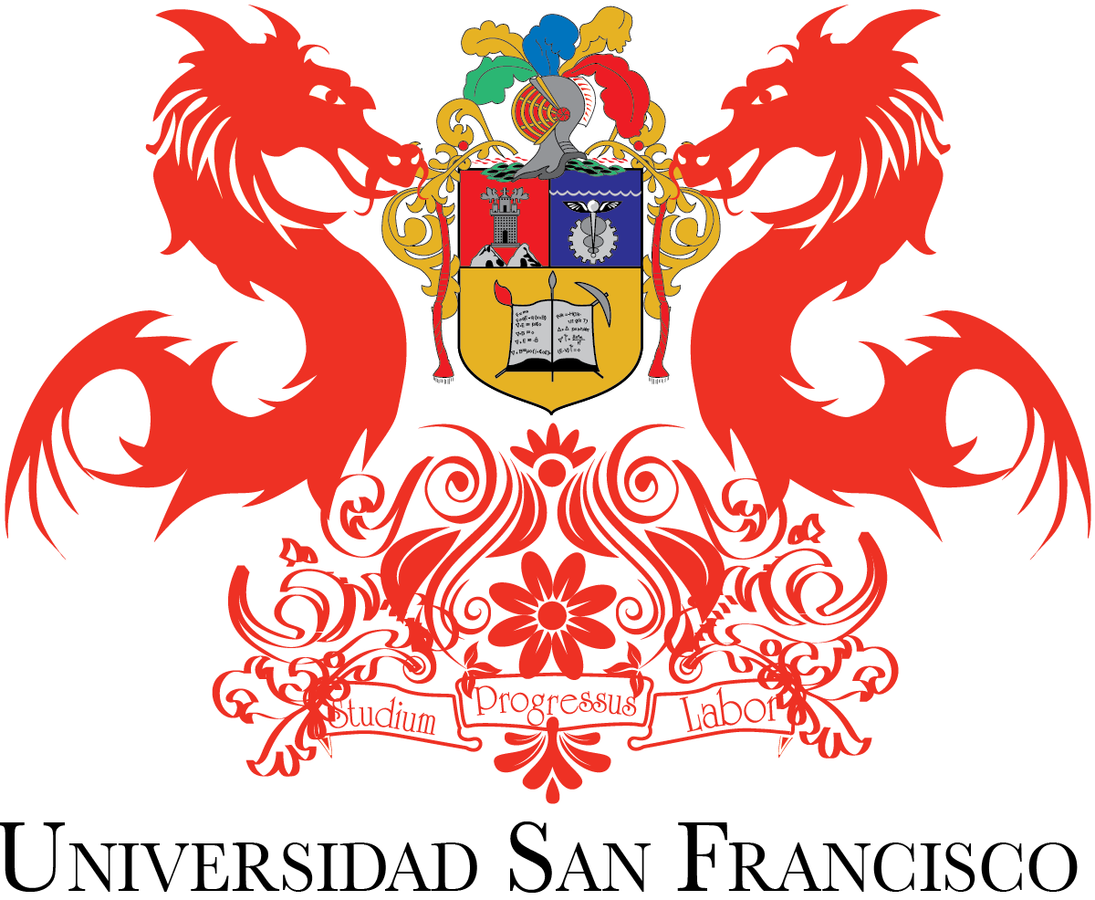 Studium Progressus Labor
UNIVERSIDAD SAN FRANCISCO